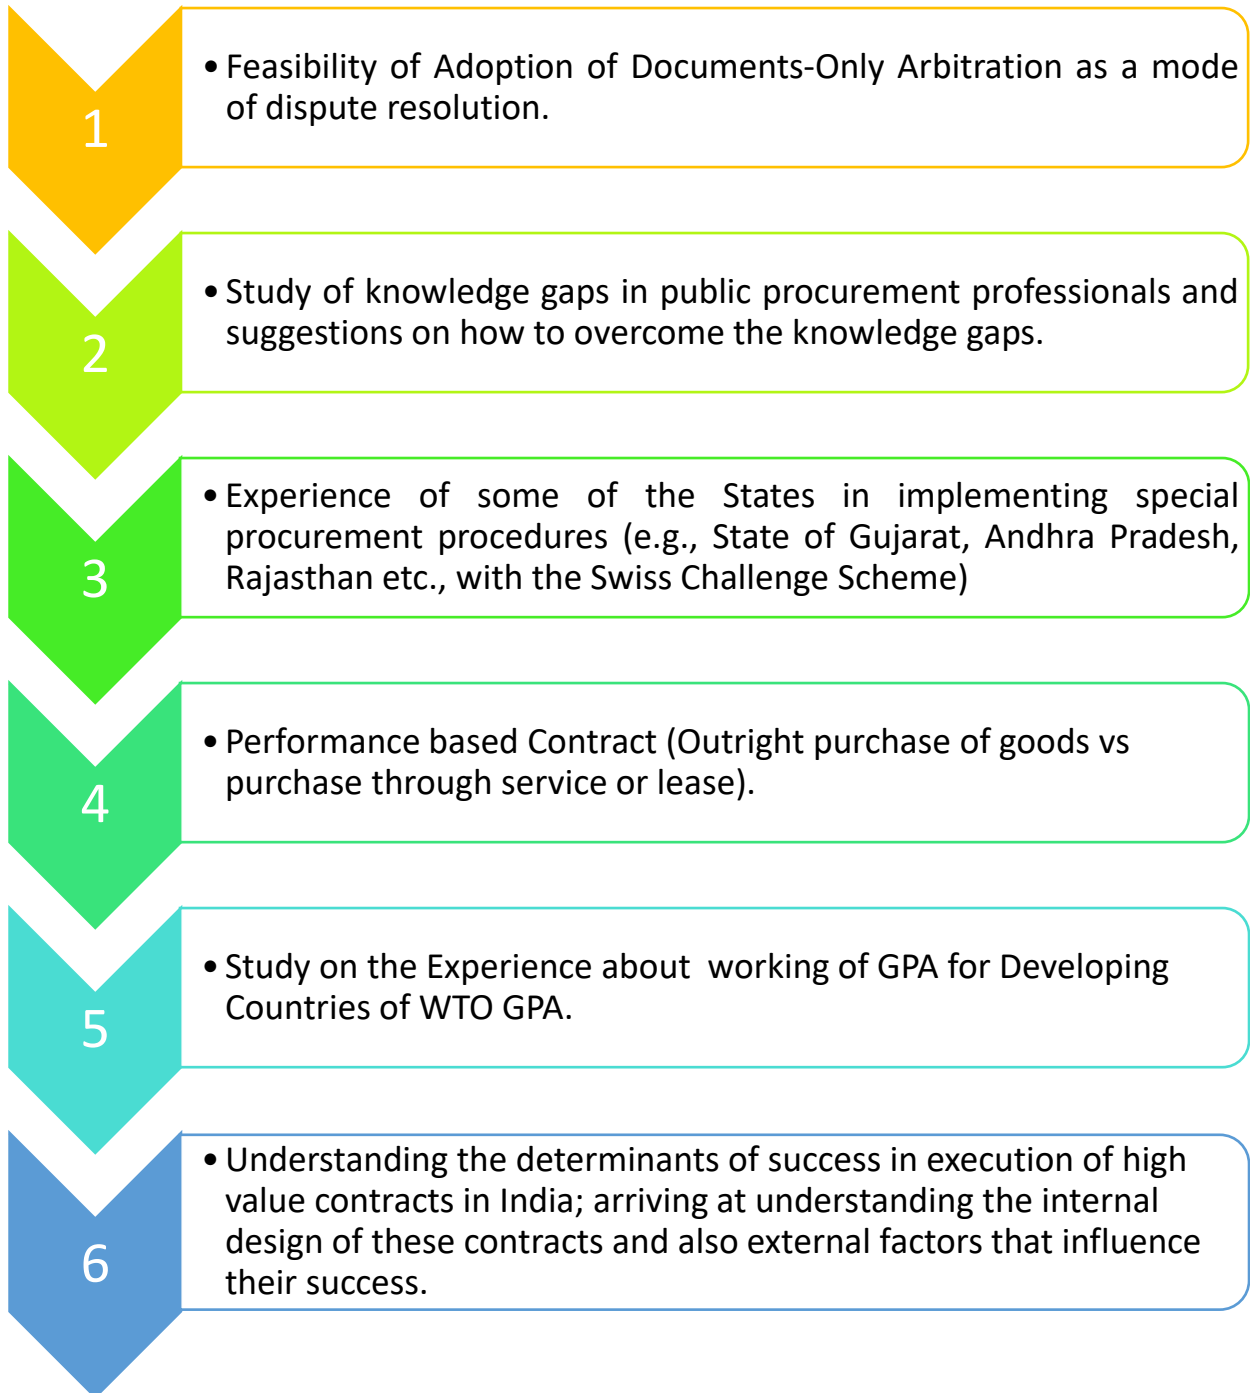 1
• Feasibility of Adoption of Documents-Only Arbitration as a mode
of dispute resolution.
2
• Study of knowledge gaps in public procurement professionals and
suggestions on how to overcome the knowledge gaps.
3
• Experience of some of the States in implementing special
procurement procedures (e.g., State of Gujarat, Andhra Pradesh,
Rajasthan etc., with the Swiss Challenge Scheme)
4
• Performance based Contract (Outright purchase of goods vs
purchase through service or lease).
5
• Study on the Experience about working of GPA for Developing
Countries of WTO GPA.
6
• Understanding the determinants of success in execution of high
value contracts in India; arriving at understanding the internal
design of these contracts and also external factors that influence
their success.